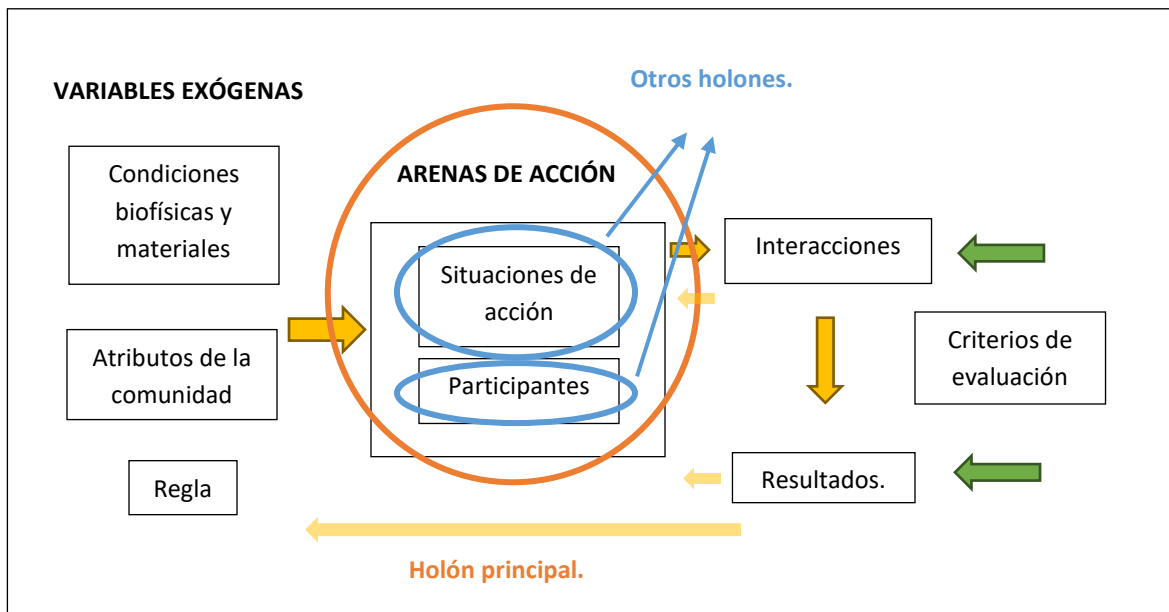 VARIABLES EXÓGENAS
Otros holones.
Condiciones
biofísicas y
materiales
ARENAS DE ACCIÓN
Situaciones de
acción
Participantes
Interacciones
Atributos de la
comunidad
Criterios de
evaluación
Regla
Resultados.
Holón principal.